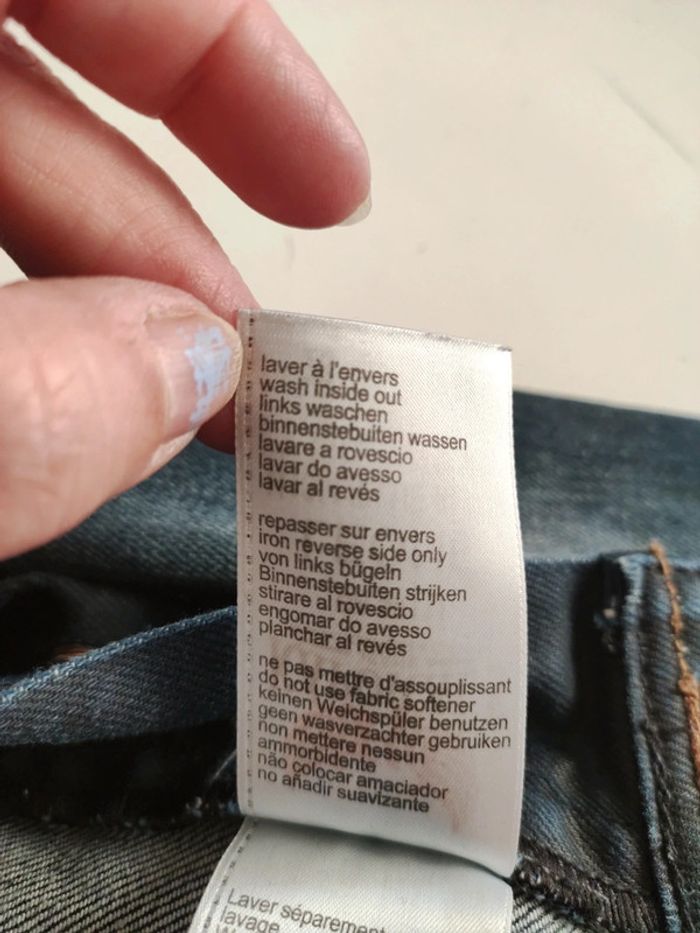 laver à l'envers
wash inside out
links waschen
binnenstebuiten wassen
lavare a rovescio
lavar do avesso
lavar al revés
repasser sur envers
iron reverse side only
von links bügeln
Binnenstebuiten strijken
stirare al rovescio
engomar do avesso
planchar al revés
ne pas mettre d'assouplissant
do not use fabric softener
keinen Weichspüler benutzen
geen wasverzachter gebruiken
non mettere nessun
ammorbidente
não colocar amaciador
no añadir suavizante
Laver séparement
lavage